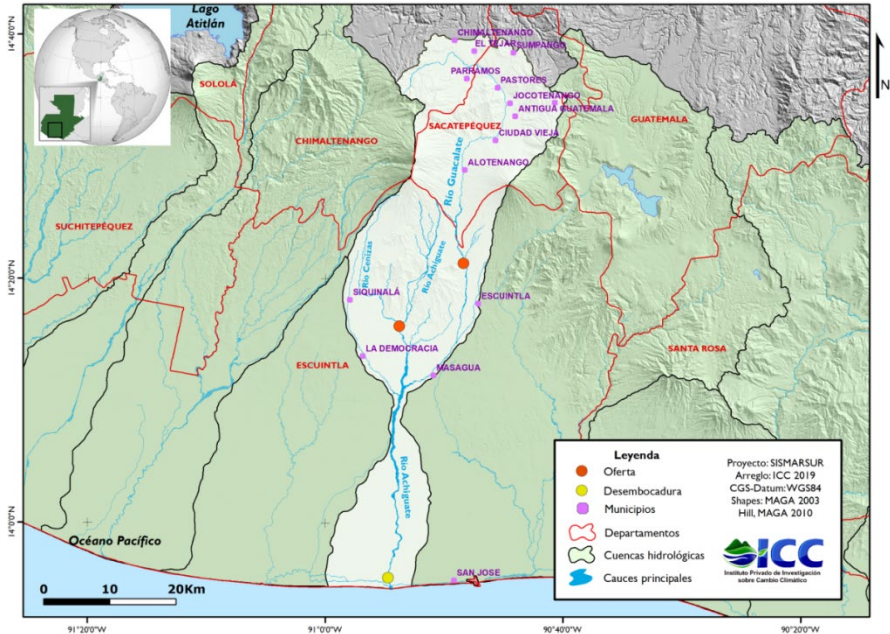 Lago
Atitlán
14°40'0"N
CHIMALTENANGO
EL TEJAR
SUMPANGO
PARRAMOS
PASTORES
JOCOTENANGO
ANTIGUA GUATEMALA
SOLOLÁ
SACATEPÉQUEZ
GUATEMALA
CHIMALTENANGO
CIUDAD VIEJA
ALOTENANGO
Río Guacalate
SUCHITEPÉQUEZ
N
14°20'0"N
Río Cenizas
Río Achiguate
SIQUINALÁ
ESCUINTLA
LA DEMOCRACIA
SANTA ROSA
ESCUINTLA
MASAGUA
Río Achiguate
14°0'0"N
Océano Pacífico
SAN JOSE
0 10 20Km
91°20'0"W
91°0'0"W
90°40'0"W
90°20'0"W
Leyenda
Oferta
Desembocadura
Municipios
Departamentos
Cuencas hidrológicas
Cauces principales
Proyecto: SISMARSUR
Arreglo: ICC 2019
CGS-Datum: WGS84
Shapes: MAGA 2003
Hill, MAGA 2010
ICC
Instituto Privado de Investigación
sobre Cambio Climático